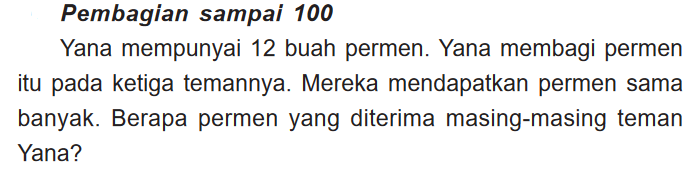 Pembagian sampai 100
Yana mempunyai 12 buah permen. Yana membagi permen
itu pada ketiga temannya. Mereka mendapatkan permen sama
banyak. Berapa permen yang diterima masing-masing teman
Yana?